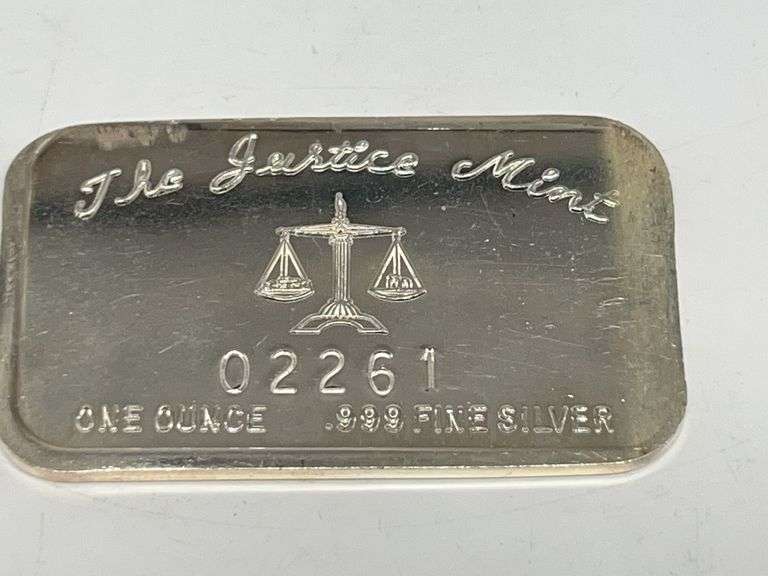 The Justice Mint
02261
ONE OUNCE .999 FINE SILVER